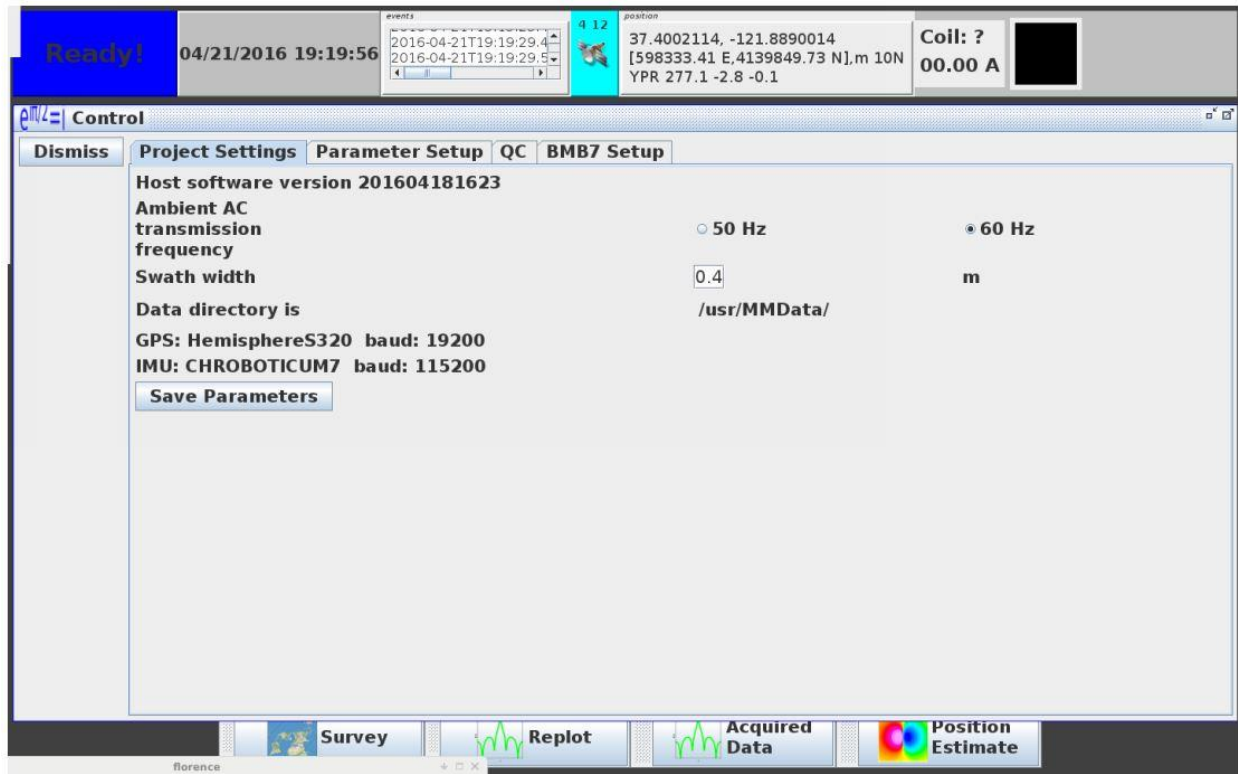 Ready!
04/21/2016 19:19:56
events
2016-04-21T19:19:29.4
2016-04-21T19:19:29.5
4 12
position
37.4002114, -121.8890014
[598333.41 E,4139849.73 N],m 10N
YPR 277.1 -2.8 -0.1
Coil: ?
00.00 A
Control
Dismiss
Project Settings Parameter Setup QC BMB7 Setup
Host software version 201604181623
Ambient AC
transmission
frequency
50 Hz 60 Hz
Swath width 0.4 m
Data directory is /usr/MMData/
GPS: HemisphereS320 baud: 19200
IMU: CHROBOTICUM7 baud: 115200
Save Parameters
Survey
Replot
Acquired
Data
Position
Estimate
florence